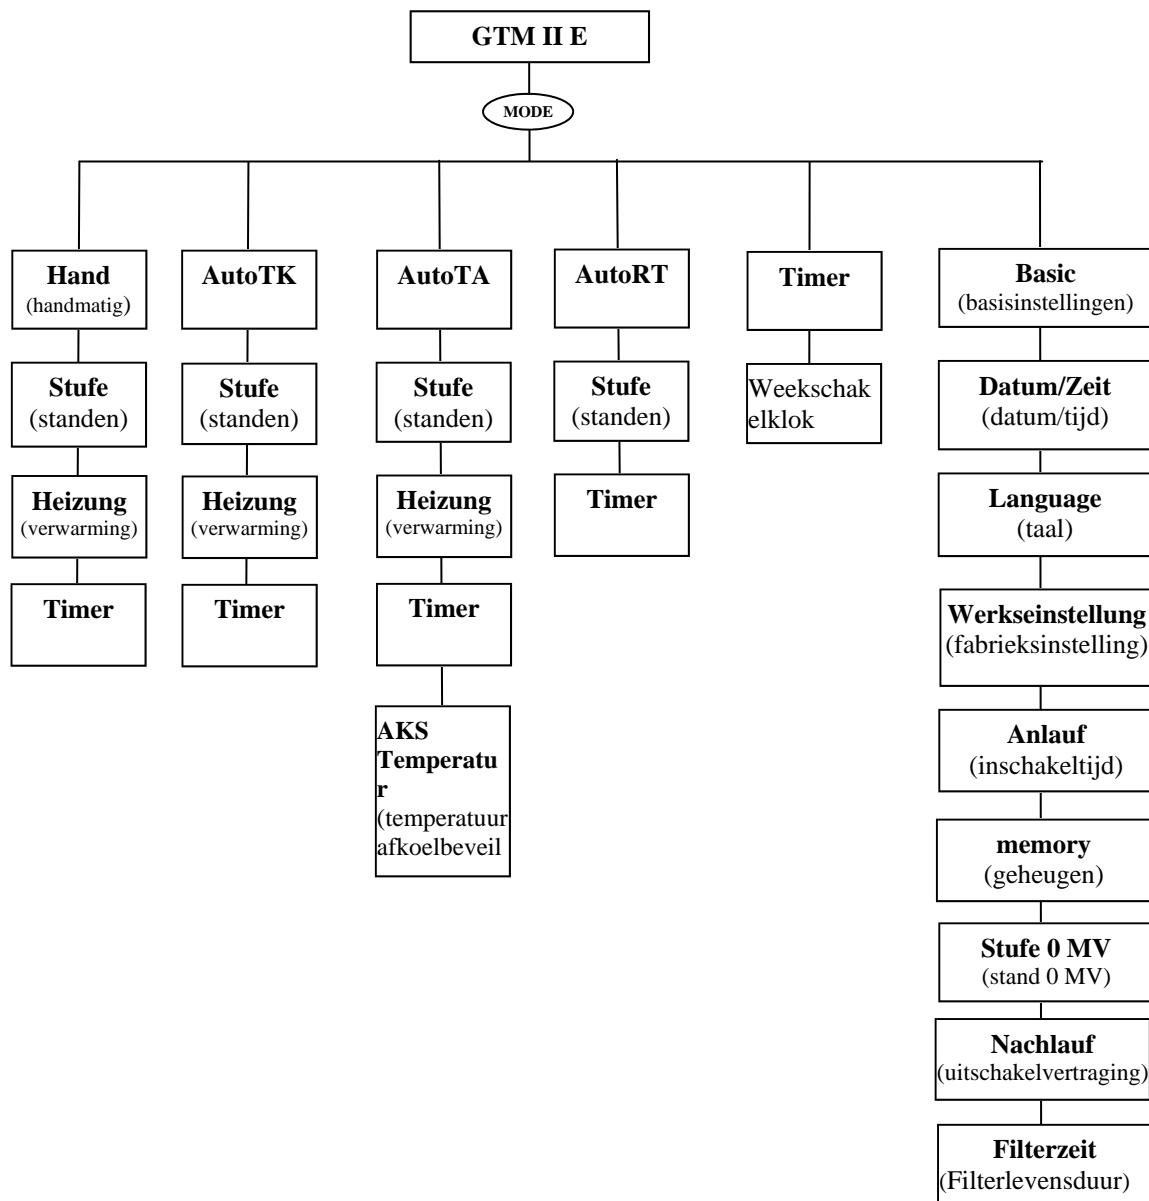 GTM II E
MODE
Hand
(handmatig)
Stufe
(standen)
Heizung
(verwarming)
Timer
AutoTK
Stufe
(standen)
Heizung
(verwarming)
Timer
AutoTA
Stufe
(standen)
Heizung
(verwarming)
Timer
AKS
Temperatu
r
(temperatuur
afkoelbeveil
AutoRT
Stufe
(standen)
Timer
Timer
Weekschak
elklok
Basic
(basisinstellingen)
Datum/Zeit
(datum/tijd)
Language
(taal)
Werkseinstellung
(fabrieksinstelling)
Anlauf
(inschakeltijd)
memory
(geheugen)
Stufe 0 MV
(stand 0 MV)
Nachlauf
(uitschakelvertraging)
Filterzeit
(Filterlevensduur)